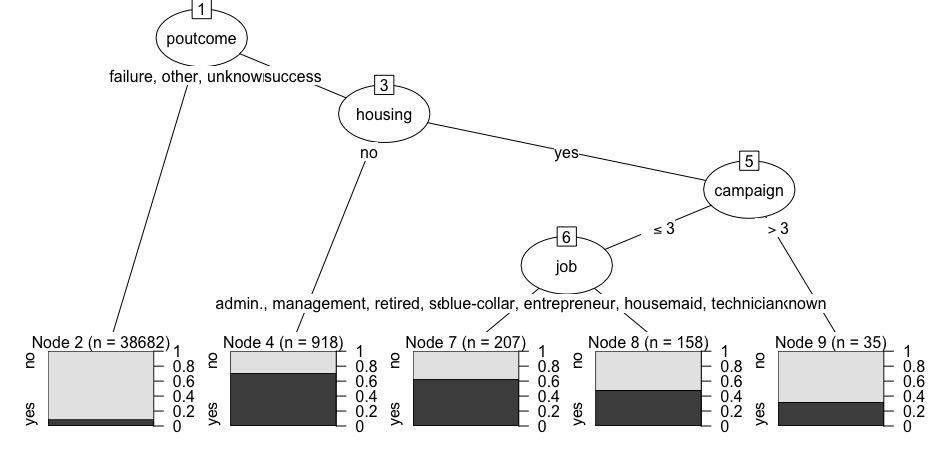 1
poutcome
failure, other, unknown
success
3
housing
no
yes
5
campaign
≤ 3
> 3
6
job
admin., management, retired,
blue-collar, entrepreneur, housemaid, technician
Node 2 (n = 38682)
yes no
0 0.2 0.4 0.6 0.8 1
Node 4 (n = 918)
yes no
0 0.2 0.4 0.6 0.8 1
Node 7 (n = 207)
yes no
0 0.2 0.4 0.6 0.8 1
Node 8 (n = 158)
yes no
0 0.2 0.4 0.6 0.8 1
Node 9 (n = 35)
yes no
0 0.2 0.4 0.6 0.8 1